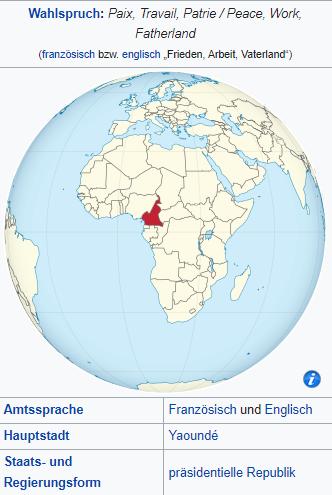 Wahlspruch: Paix, Travail, Patrie / Peace, Work,
Fatherland
(französisch bzw. englisch „Frieden, Arbeit, Vaterland“)
i
Amtssprache Französisch und Englisch
Hauptstadt Yaoundé
Staats- und
Regierungsform präsidentielle Republik